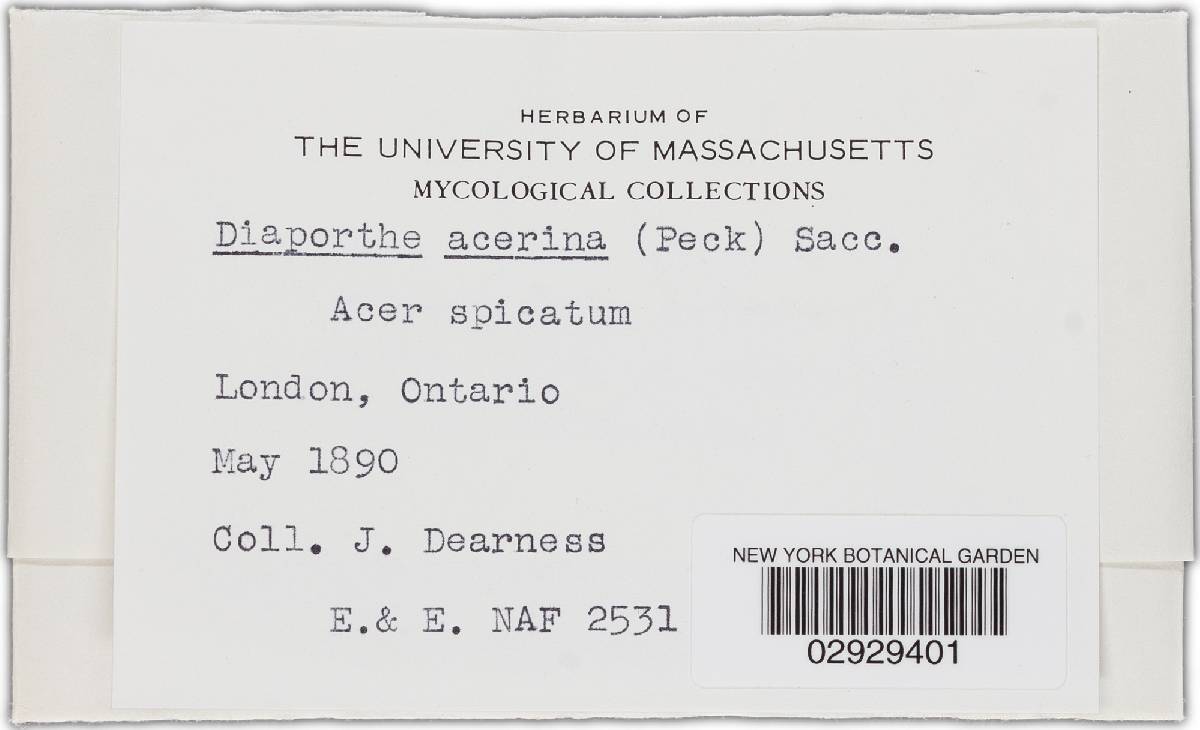 HERBARIUM OF
THE UNIVERSITY OF MASSACHUSETTS
MYCOLOGICAL COLLECTIONS
Diaporthe acerina (Peck) Sacc.
Acer spicatum
London, Ontario
May 1890
Coll. J. Dearness
E.& E. NAF 2531
NEW YORK BOTANICAL GARDEN
02929401